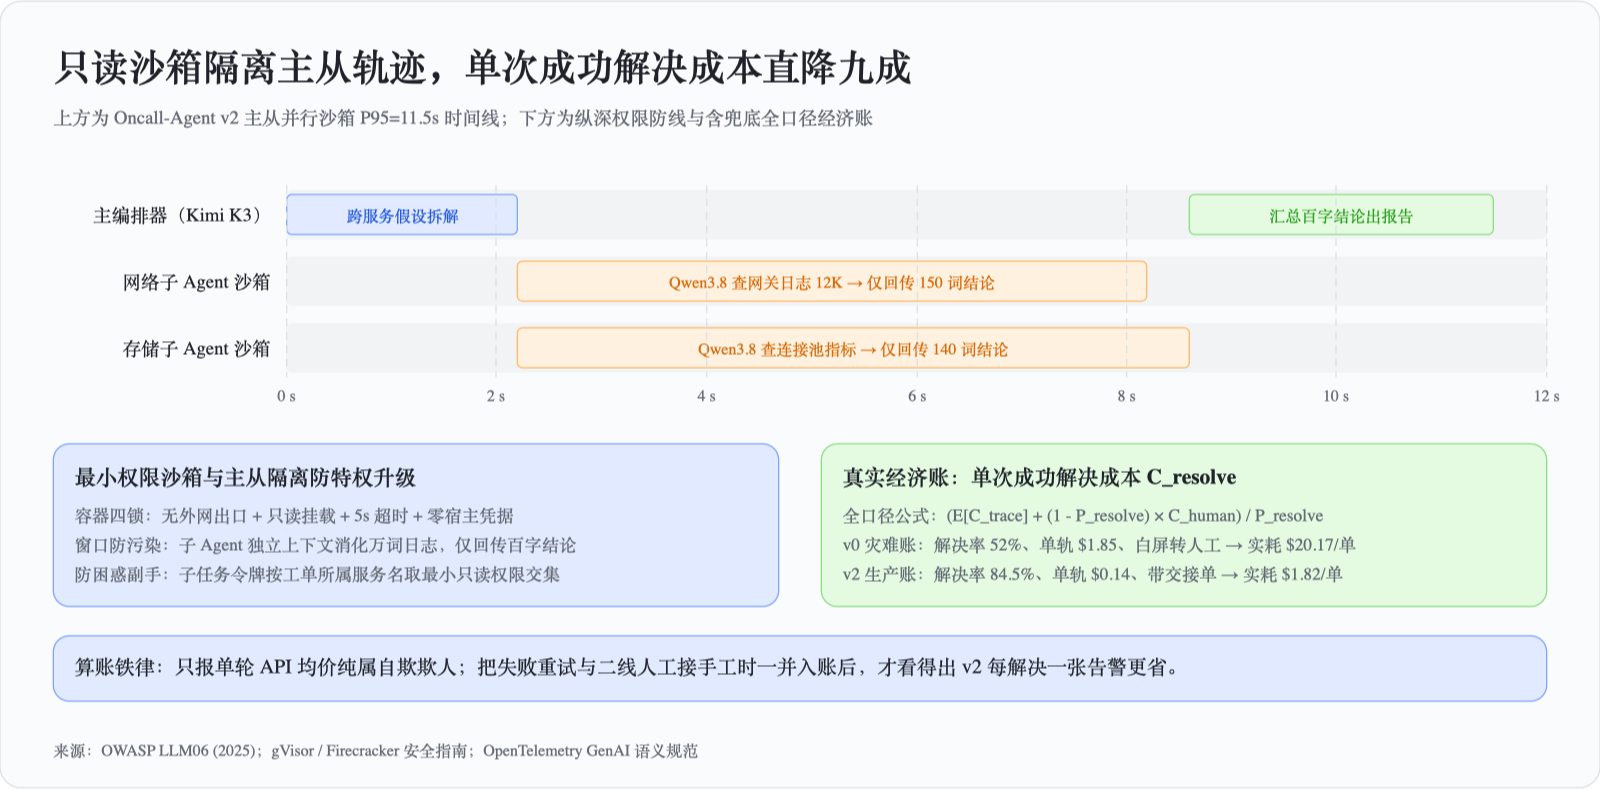 只读沙箱隔离主从轨迹，单次成功解决成本直降九成
上方为 Oncall-Agent v2 主从并行沙箱 P95=11.5s 时间线；下方为纵深权限防线与含兜底全口径经济账
主编排器（Kimi K3）
跨服务假设拆解
汇总百字结论出报告
网络子 Agent 沙箱
Qwen3.8 查网关日志 12K → 仅回传 150 词结论
存储子 Agent 沙箱
Qwen3.8 查连接池指标 → 仅回传 140 词结论
0 s
2 s
4 s
6 s
8 s
10 s
12 s
最小权限沙箱与主从隔离防特权升级
容器四锁：无外网出口 + 只读挂载 + 5s 超时 + 零宿主凭据
窗口防污染：子 Agent 独立上下文消化万词日志，仅回传百字结论
防困惑副手：子任务令牌按工单所属服务名取最小只读权限交集
真实经济账：单次成功解决成本 C_resolve
全口径公式：(E[C_trace] + (1 - P_resolve) × C_human) / P_resolve
v0 灾难账：解决率 52%、单轨 $1.85、白屏转人工 → 实耗 $20.17/单
v2 生产账：解决率 84.5%、单轨 $0.14、带交接单 → 实耗 $1.82/单
算账铁律：只报单轮 API 均价纯属自欺欺人；把失败重试与二线人工接手工时一并入账后，才看得出 v2 每解决一张告警更省。
来源：OWASP LLM06 (2025)；gVisor / Firecracker 安全指南；OpenTelemetry GenAI 语义规范